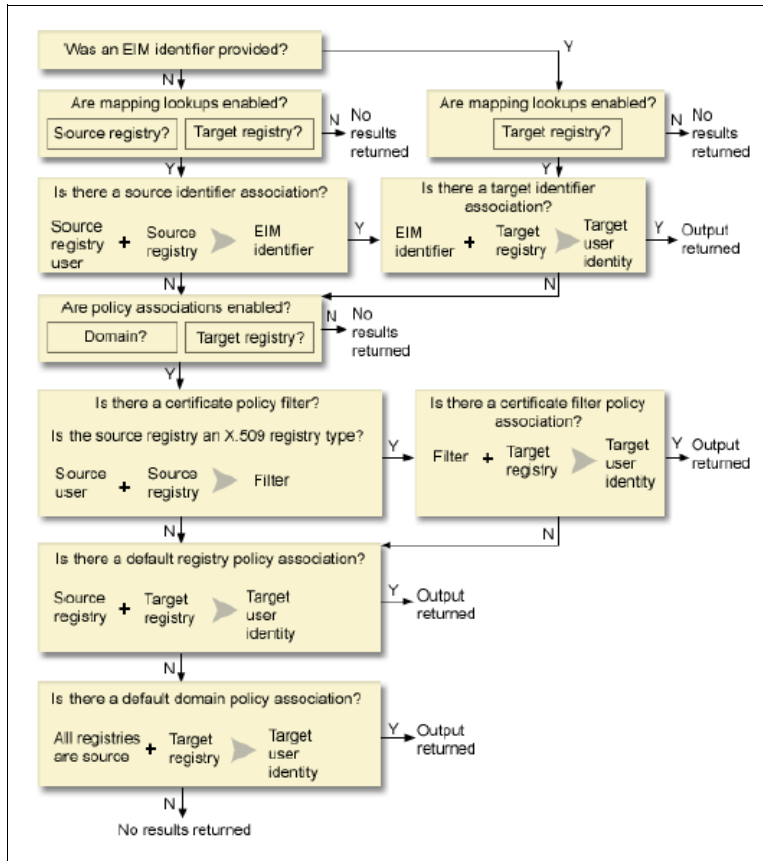 Was an EIM identifier provided?
Y
N
Are mapping lookups enabled?
Source registry?
Target registry?
N
No
results
returned
Are mapping lookups enabled?
Target registry?
N
No
results
returned
Y
Y
Is there a source identifier association?
Source
registry
user
+
Source
registry
EIM
identifier
Y
Is there a target identifier
association?
EIM
identifier
+
Target
registry
Target
user
identity
Y
Output
returned
N
N
Are policy associations enabled?
Domain?
Target registry?
N
No
results
returned
Y
Is there a certificate policy filter?
Is the source registry an X.509 registry type?
Source
user
+
Source
registry
Filter
Y
Is there a certificate filter policy
association?
Filter
+
Target
registry
Target
user
identity
Y
Output
returned
N
N
Is there a default registry policy association?
Source
registry
+
Target
registry
Target
user
identity
Y
Output
returned
N
Is there a default domain policy association?
All registries
are source
+
Target
registry
Target
user
identity
Y
Output
returned
N
No results returned